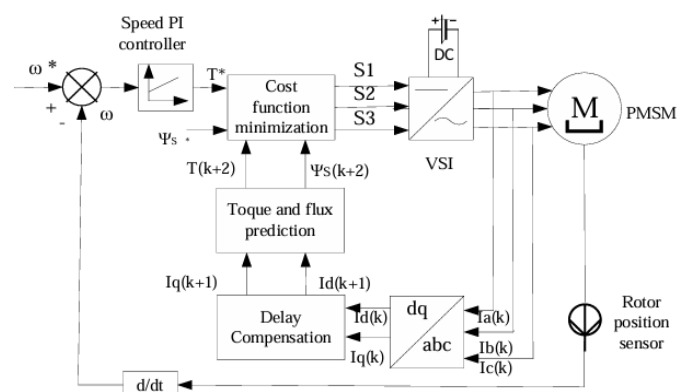 Speed PI
controller
ω*
+
-
ω
T*
Ψs *
Cost
function
minimization
S1
S2
S3
+ -
DC
VSI
M
PMSM
T(k+2)
Ψs(k+2)
Toque and flux
prediction
Iq(k+1)
Id(k+1)
Delay
Compensation
Id(k)
Iq(k)
dq
abc
Ia(k)
Ib(k)
Ic(k)
Rotor
position
sensor
d/dt